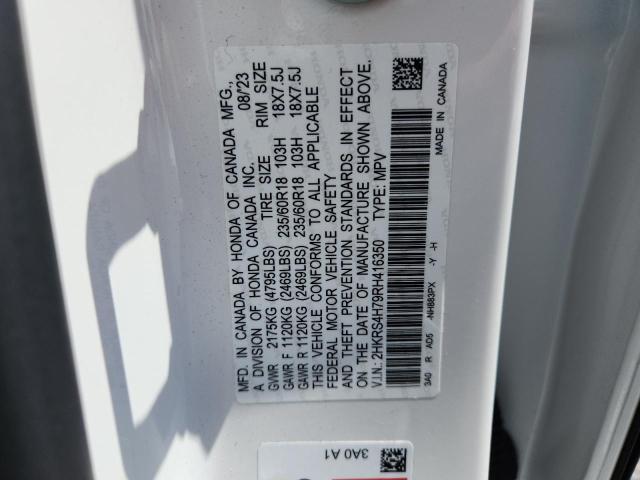 MFD. IN CANADA BY HONDA OF CANADA MFG.,
A DIVISION OF HONDA CANADA INC. 08/'23
GVWR 2175KG (4795LBS) TIRE SIZE RIM SIZE
GAWR F 1120KG (2469LBS) 235/60R18 103H 18X7.5J
GAWR R 1120KG (2469LBS) 235/60R18 103H 18X7.5J
THIS VEHICLE CONFORMS TO ALL APPLICABLE
FEDERAL MOTOR VEHICLE SAFETY
AND THEFT PREVENTION STANDARDS IN EFFECT
ON THE DATE OF MANUFACTURE SHOWN ABOVE.
V.I.N.: 2HKRS4H79RH416350 TYPE: MPV
3A0 R AD5 -NH883PX -Y -H MADE IN CANADA
3A0 A1